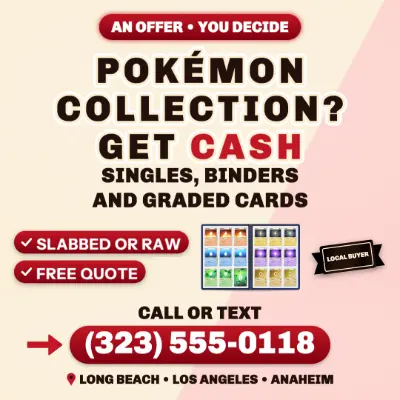 AN OFFER • YOU DECIDE
POKÉMON
COLLECTION?
GET CASH
SINGLES, BINDERS
AND GRADED CARDS
✓ SLABBED OR RAW
✓ FREE QUOTE
LOCAL BUYER
CALL OR TEXT
(323) 555-0118
LONG BEACH • LOS ANGELES • ANAHEIM